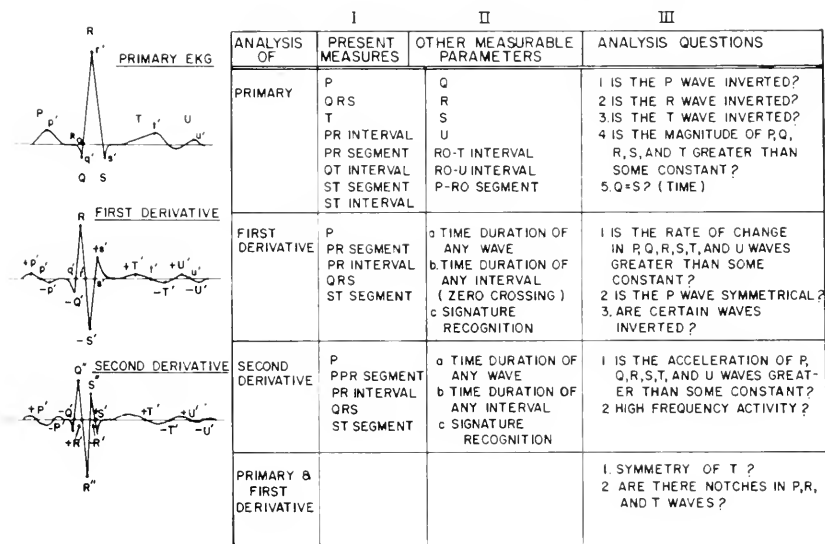 I II III
ANALYSIS OF
PRESENT MEASURES
OTHER MEASURABLE PARAMETERS
ANALYSIS QUESTIONS
PRIMARY EKG
R
r'
P
p'
T
t'
U
u'
q'
s'
Q
S
PRIMARY
P
QRS
T
PR INTERVAL
PR SEGMENT
QT INTERVAL
ST SEGMENT
ST INTERVAL
Q
R
S
U
RO-T INTERVAL
RO-U INTERVAL
P-RO SEGMENT
1 IS THE P WAVE INVERTED?
2 IS THE R WAVE INVERTED?
3. IS THE T WAVE INVERTED?
4 IS THE MAGNITUDE OF P,Q,
R,S, AND T GREATER THAN
SOME CONSTANT?
5. Q=S? (TIME)
FIRST DERIVATIVE
R
+p'
p'
-p'
q'
-Q'
r'
+s'
s'
-S'
+T'
t'
-T'
+U'
u'
-U'
FIRST
DERIVATIVE
P
PR SEGMENT
PR INTERVAL
QRS
ST SEGMENT
a TIME DURATION OF
ANY WAVE
b. TIME DURATION OF
ANY INTERVAL
(ZERO CROSSING)
c SIGNATURE
RECOGNITION
1 IS THE RATE OF CHANGE
IN P,Q,R,S,T, AND U WAVES
GREATER THAN SOME
CONSTANT?
2 IS THE P WAVE SYMMETRICAL?
3. ARE CERTAIN WAVES
INVERTED?
SECOND DERIVATIVE
Q"
S"
+P'
-P'
-Q'
+R'
+S'
-R'
+T'
-T'
+U'
-U'
R"
SECOND
DERIVATIVE
P
PPR SEGMENT
PR INTERVAL
QRS
ST SEGMENT
a TIME DURATION OF
ANY WAVE
b TIME DURATION OF
ANY INTERVAL
c SIGNATURE
RECOGNITION
1 IS THE ACCELERATION OF P,
Q,R,S,T, AND U WAVES GREAT-
ER THAN SOME CONSTANT?
2 HIGH FREQUENCY ACTIVITY?
PRIMARY &
FIRST
DERIVATIVE
1. SYMMETRY OF T ?
2 ARE THERE NOTCHES IN P,R,
AND T WAVES?